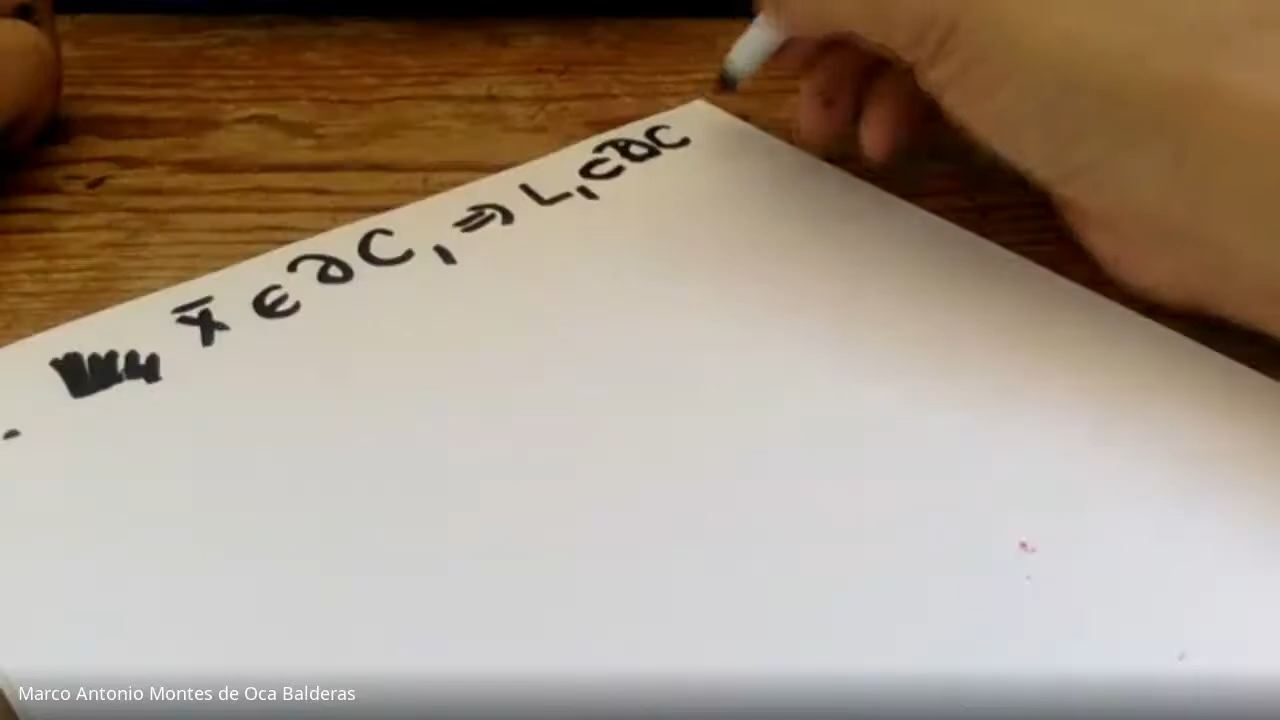 x̄ ∈ ∂C, ⇒ L, ⊂ ∂C
Marco Antonio Montes de Oca Balderas